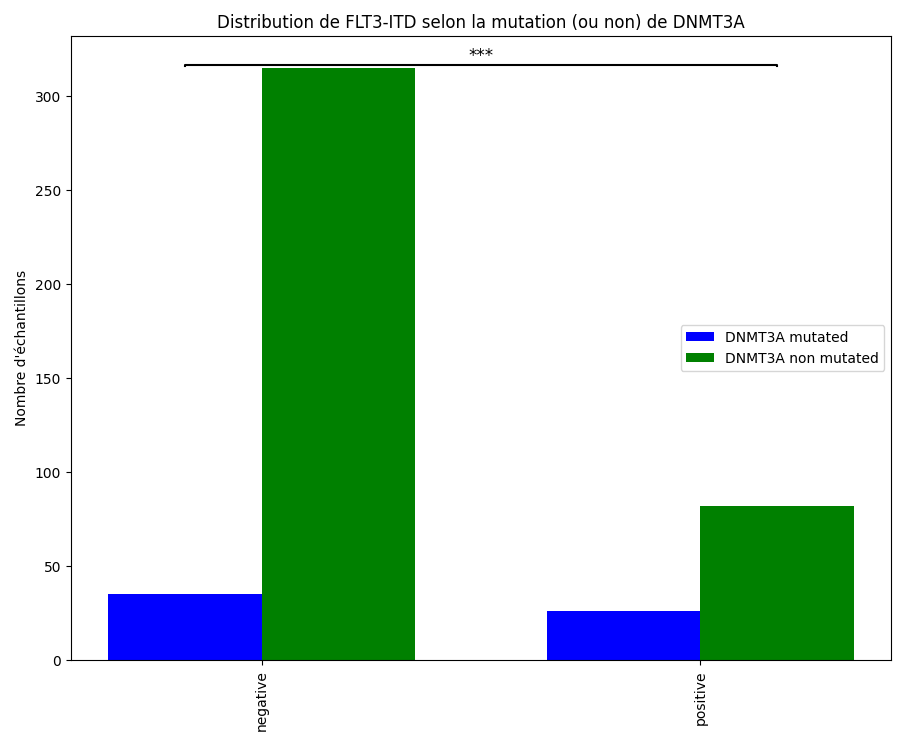 Distribution de FLT3-ITD selon la mutation (ou non) de DNMT3A
***
300
250
200
150
100
50
0
Nombre d'échantillons
DNMT3A mutated
DNMT3A non mutated
negative
positive